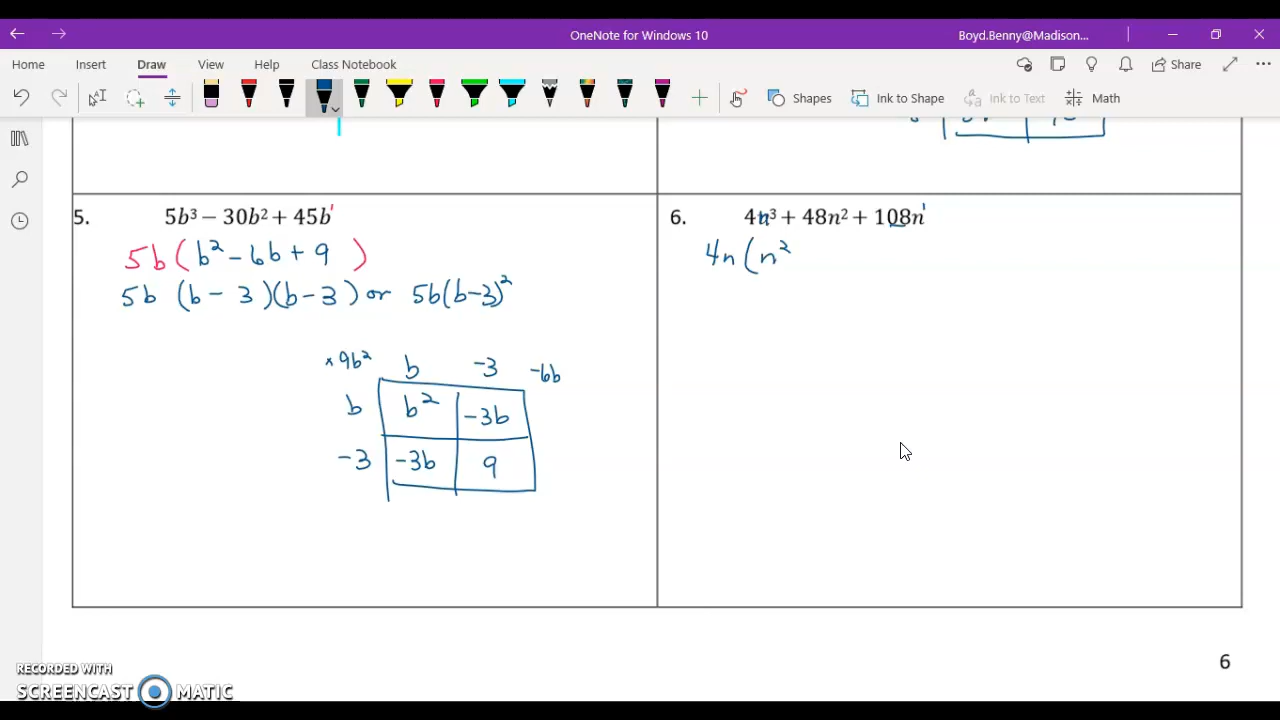 OneNote for Windows 10
Boyd.Benny@Madison...
Home Insert Draw View Help Class Notebook
Share
Shapes Ink to Shape Ink to Text Math
5. 5b³ − 30b² + 45b¹
5b ( b² − 6b + 9 )
5b (b − 3)(b − 3) or 5b(b−3)²
× 9b² b −3 −6b
b b² −3b
−3 −3b 9
6. 4n³ + 48n² + 108n¹
4n ( n²
6
RECORDED WITH
SCREENCAST MATIC